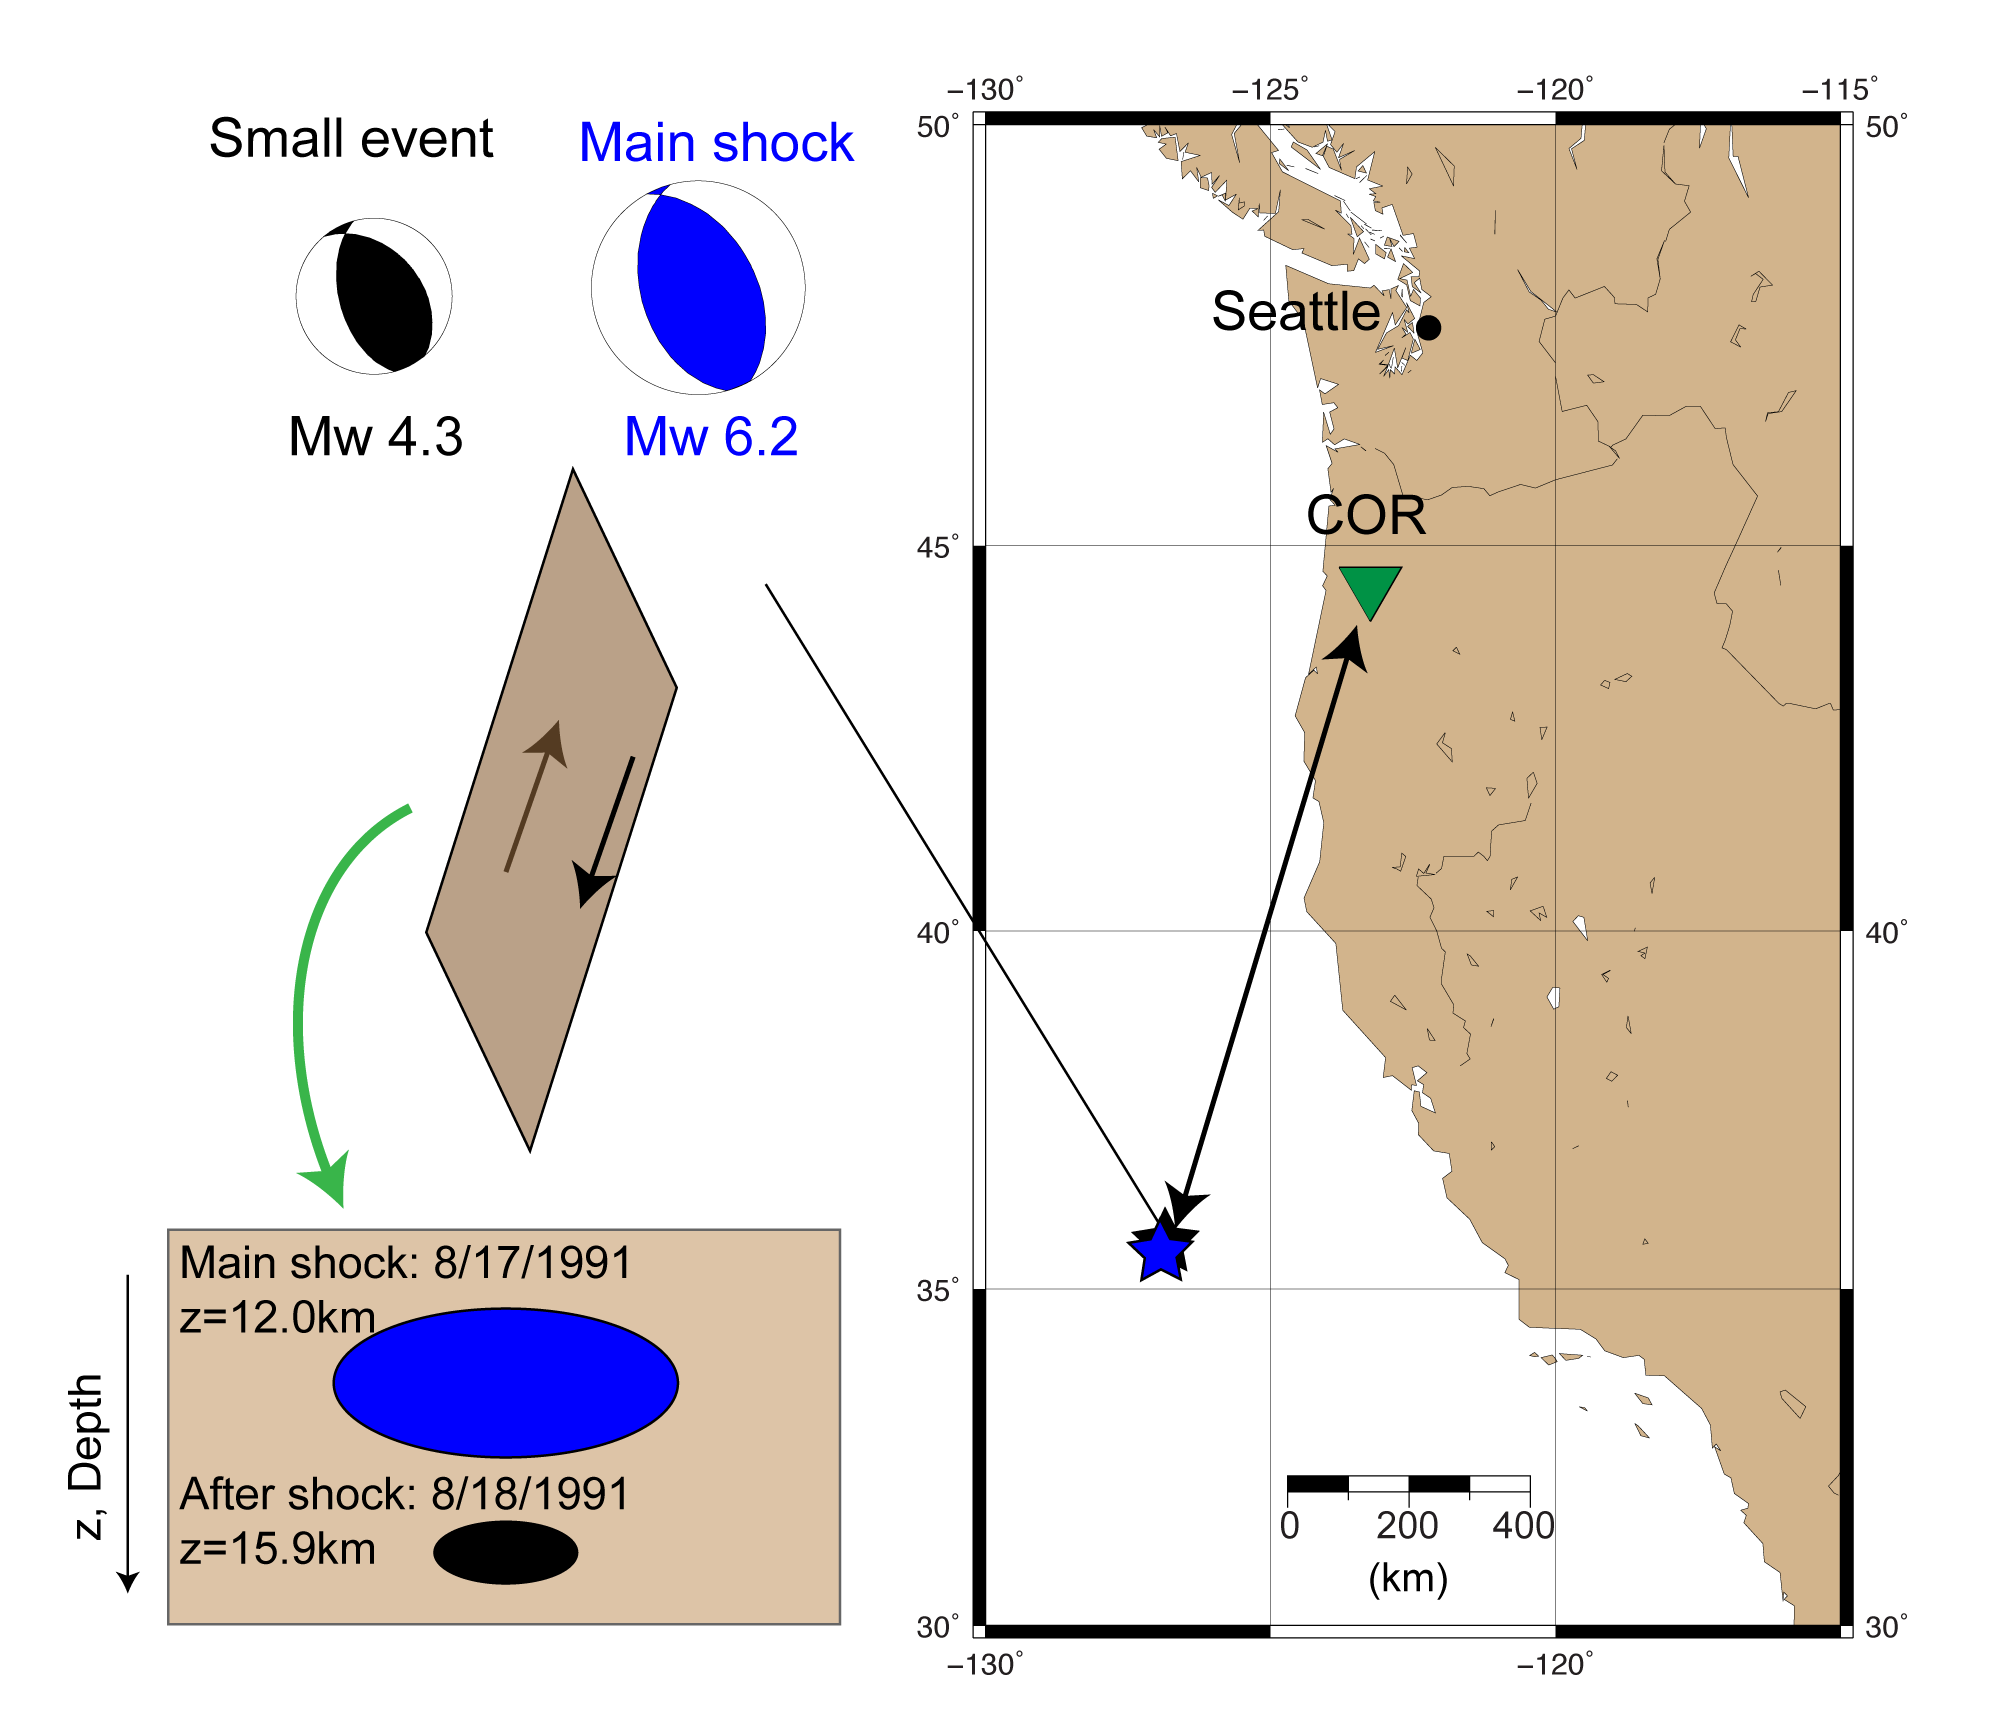 Small event
Main shock
Mw 4.3
Mw 6.2
Main shock: 8/17/1991
z=12.0km
After shock: 8/18/1991
z=15.9km
z, Depth
−130° −125° −120° −115°
50° 50°
Seattle
COR
45°
40° 40°
35°
0 200 400
(km)
30° 30°
−130° −120°